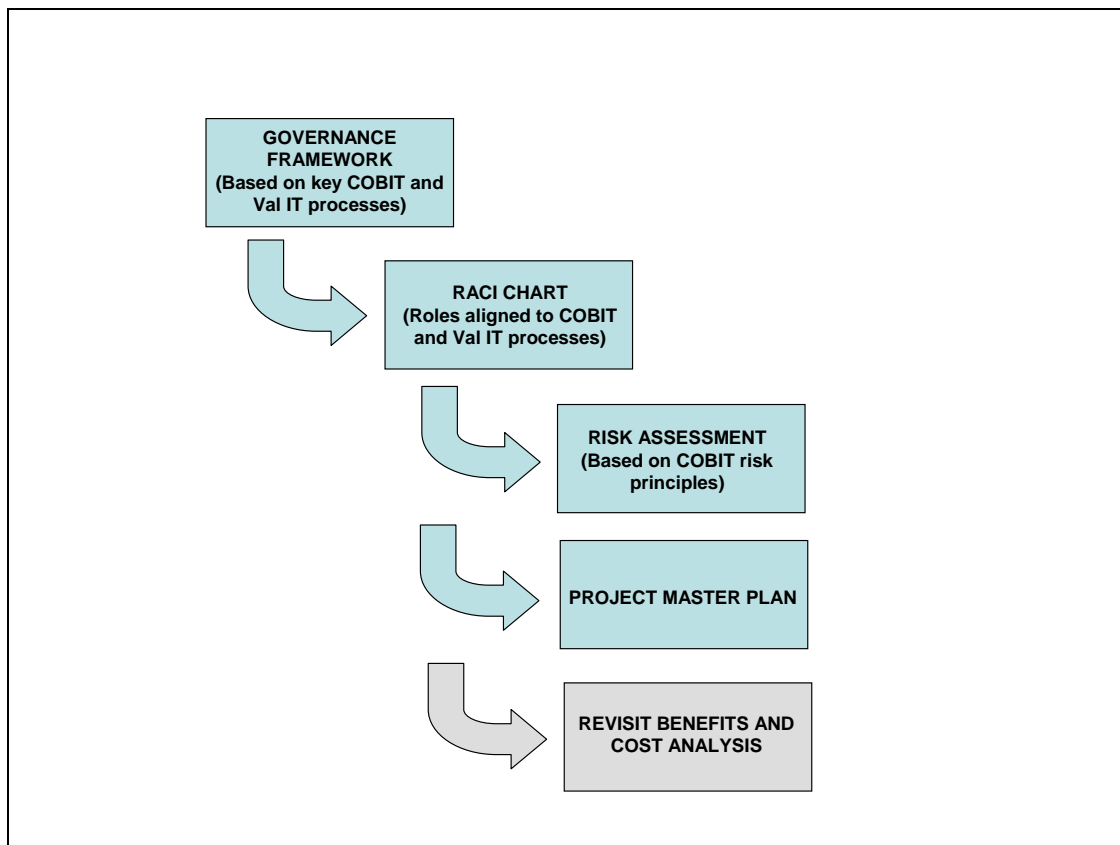 GOVERNANCE
FRAMEWORK
(Based on key COBIT and
Val IT processes)
RACI CHART
(Roles aligned to COBIT
and Val IT processes)
RISK ASSESSMENT
(Based on COBIT risk
principles)
PROJECT MASTER PLAN
REVISIT BENEFITS AND
COST ANALYSIS